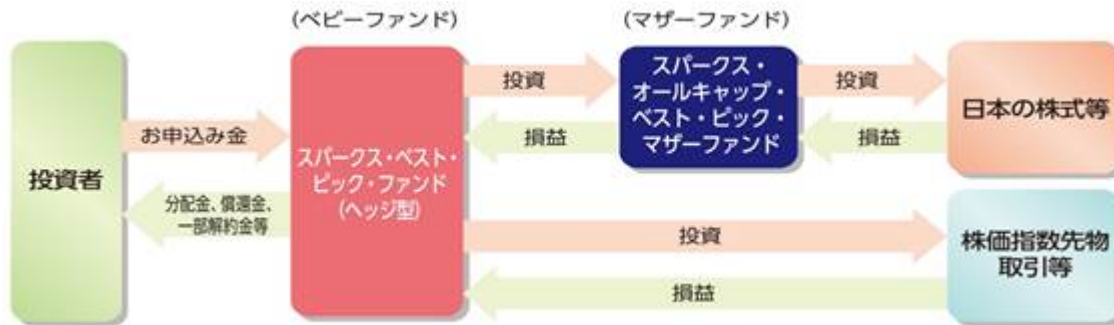 (ベビーファンド)
(マザーファンド)
投資者
お申込み金
分配金、償還金、
一部解約金等
スパークス・ベスト・
ピック・ファンド
(ヘッジ型)
投資
損益
スパークス・
オールキャップ・
ベスト・ピック・
マザーファンド
投資
損益
日本の株式等
投資
損益
株価指数先物
取引等